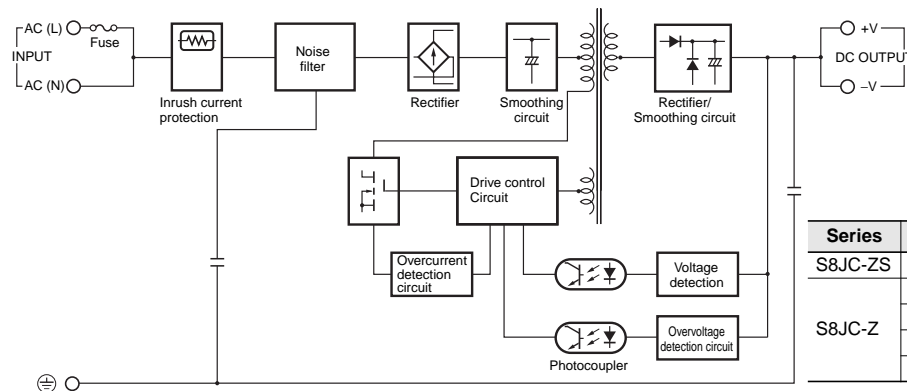 AC (L)
Fuse
INPUT
AC (N)
Inrush current
protection
Noise
filter
Rectifier
Smoothing
circuit
Rectifier/
Smoothing circuit
+V
DC OUTPUT
–V
Drive control
Circuit
Overcurrent
detection
circuit
Voltage
detection
Overvoltage
detection circuit
Photocoupler
Series
S8JC-ZS
S8JC-Z